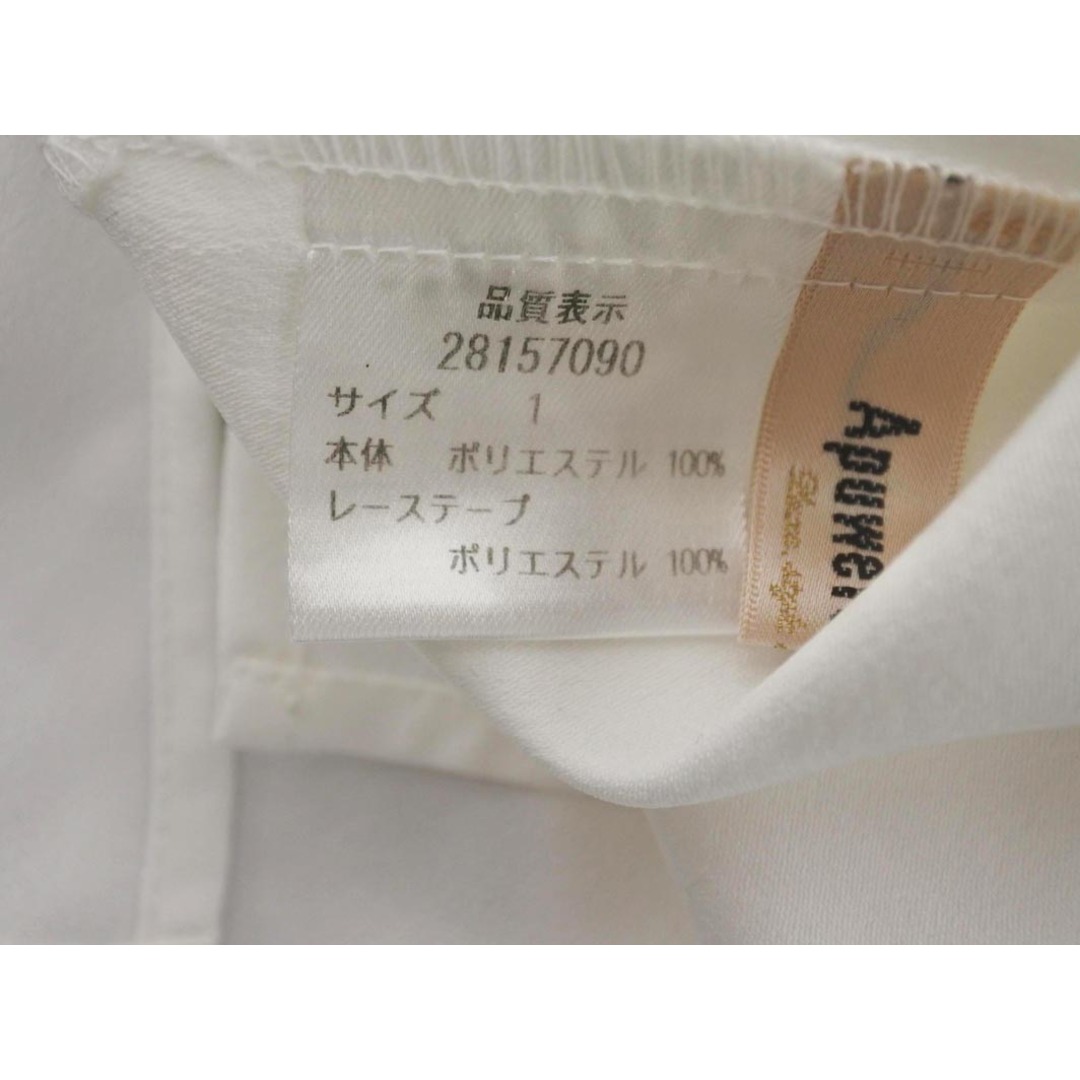 品質表示
28157090
サイズ 1
本体 ポリエステル 100%
レーステープ
ポリエステル 100%